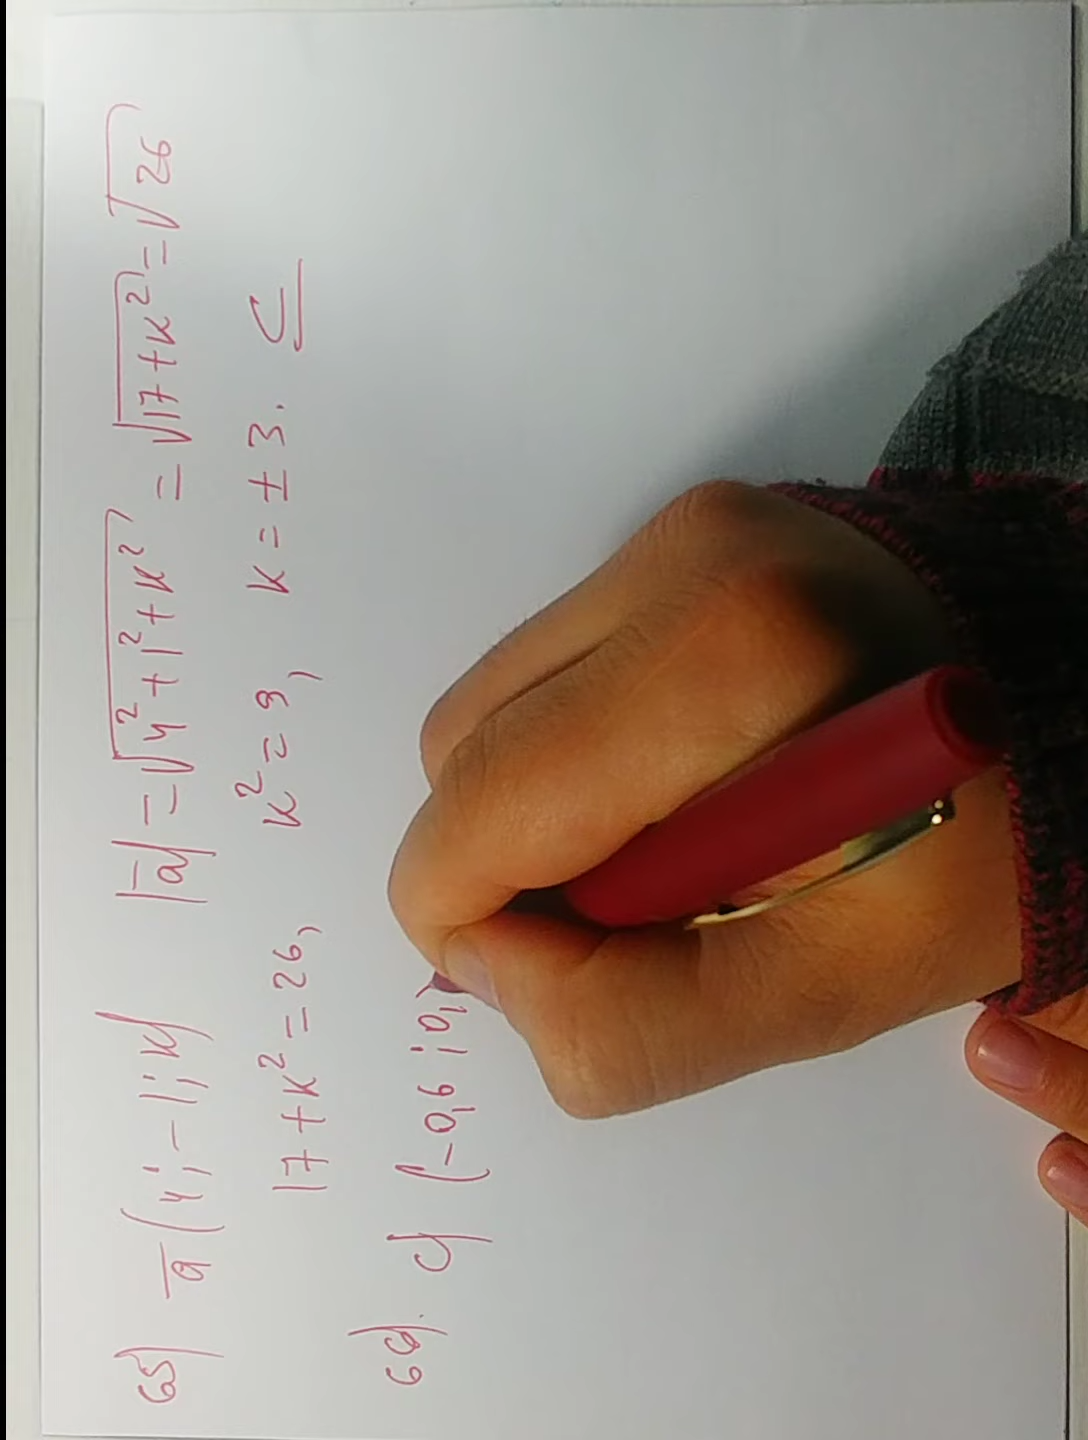 65) a̅(4; -1; k) |a̅| = √4²+1²+k² = √17+k² = √26
17+k² = 26, k² = 9, k = ± 3. C
66). c) (-0,6; 0,